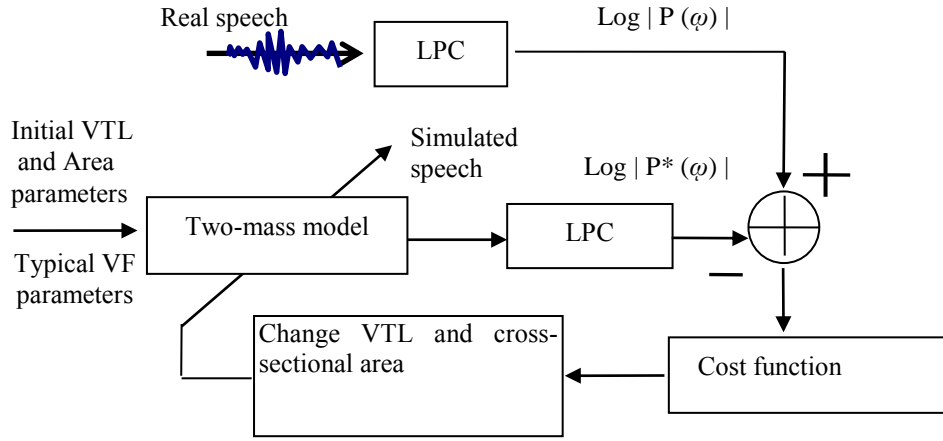 Real speech
Log | P (φ) |
LPC
Initial VTL
and Area
parameters
Simulated
speech
Log | P* (φ) |
Two-mass model
LPC
Typical VF
parameters
Change VTL and cross-
sectional area
Cost function